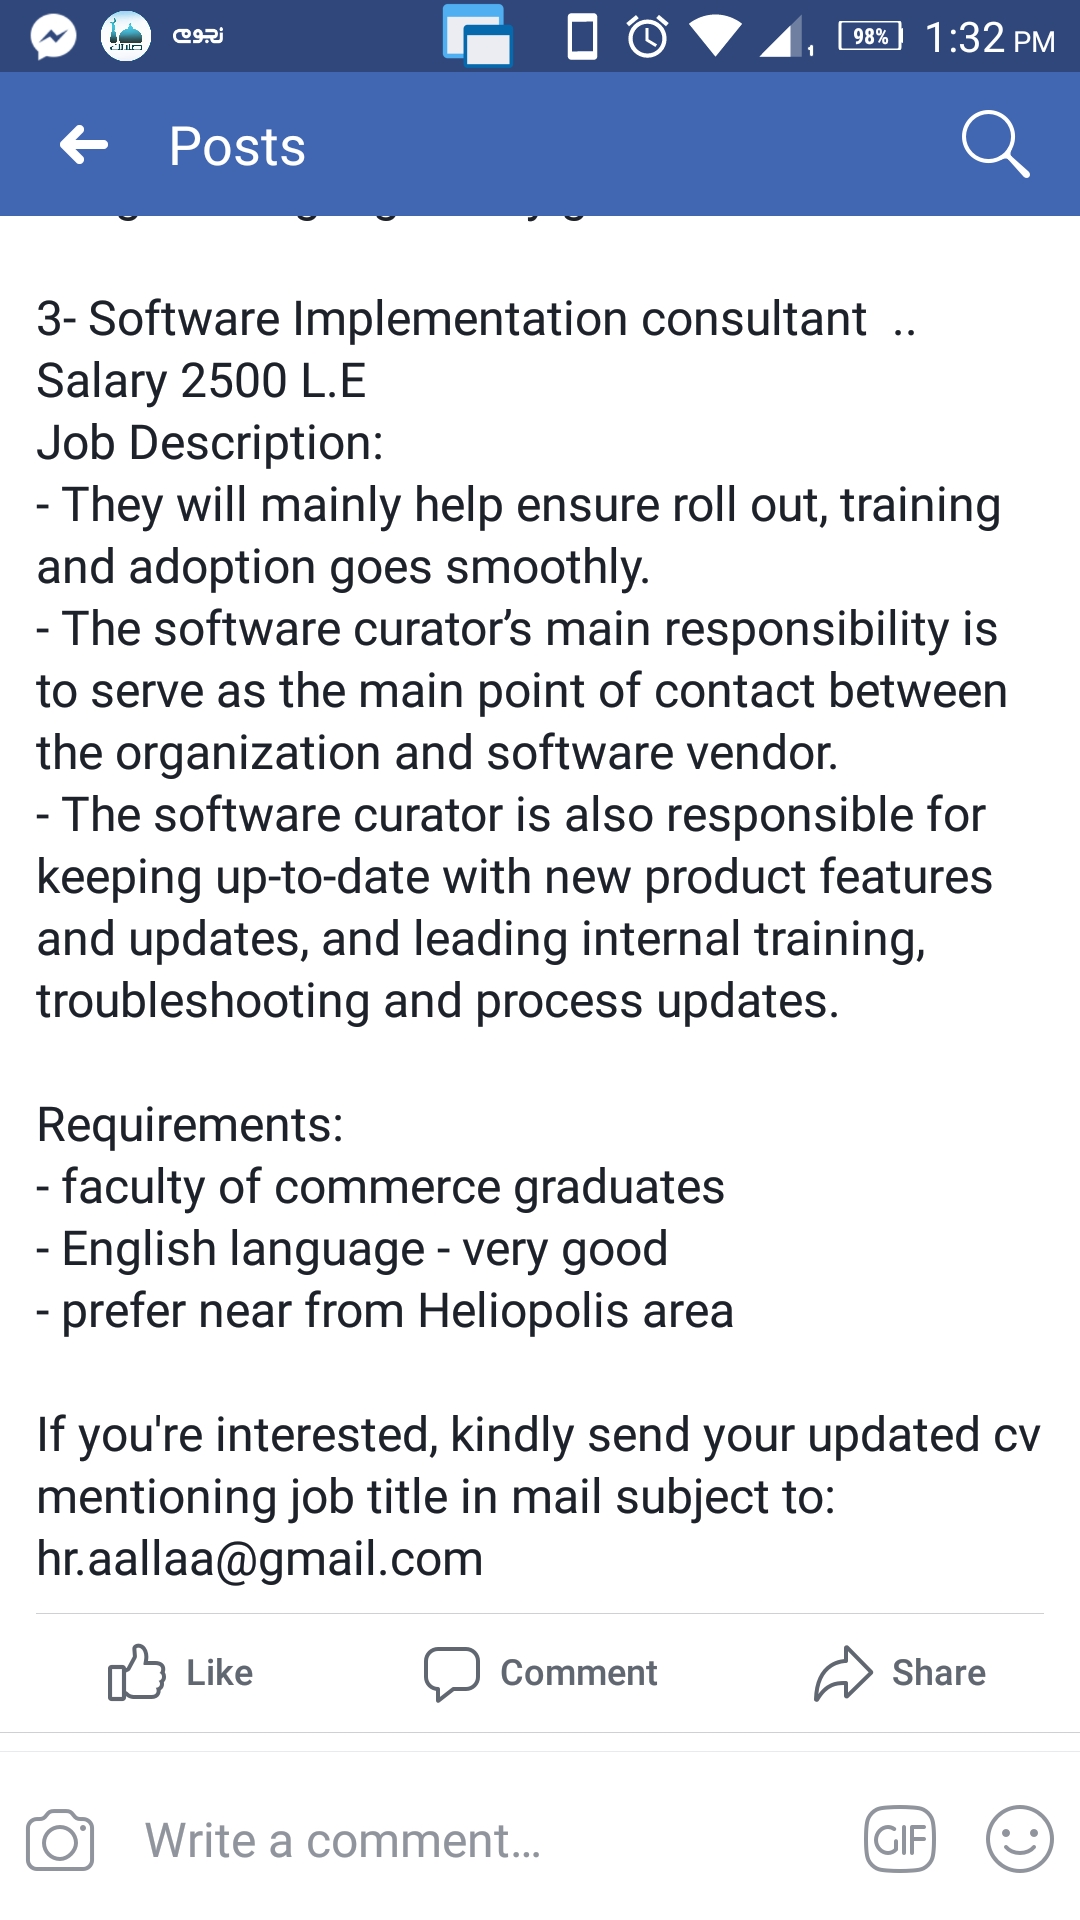 نجوم
98%
1:32 PM
Posts
3- Software Implementation consultant ..
Salary 2500 L.E
Job Description:
- They will mainly help ensure roll out, training
and adoption goes smoothly.
- The software curator’s main responsibility is
to serve as the main point of contact between
the organization and software vendor.
- The software curator is also responsible for
keeping up-to-date with new product features
and updates, and leading internal training,
troubleshooting and process updates.
Requirements:
- faculty of commerce graduates
- English language - very good
- prefer near from Heliopolis area
If you're interested, kindly send your updated cv
mentioning job title in mail subject to:
hr.aallaa@gmail.com
Like
Comment
Share
Write a comment...
GIF